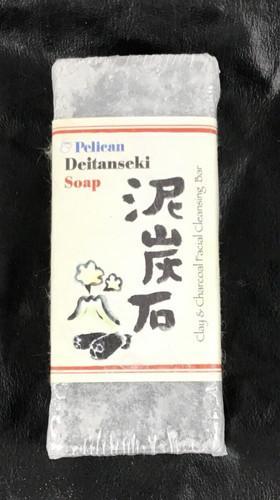 Pelican
Deitanseki
Soap
泥炭石
Clay & Charcoal Facial Cleansing Bar